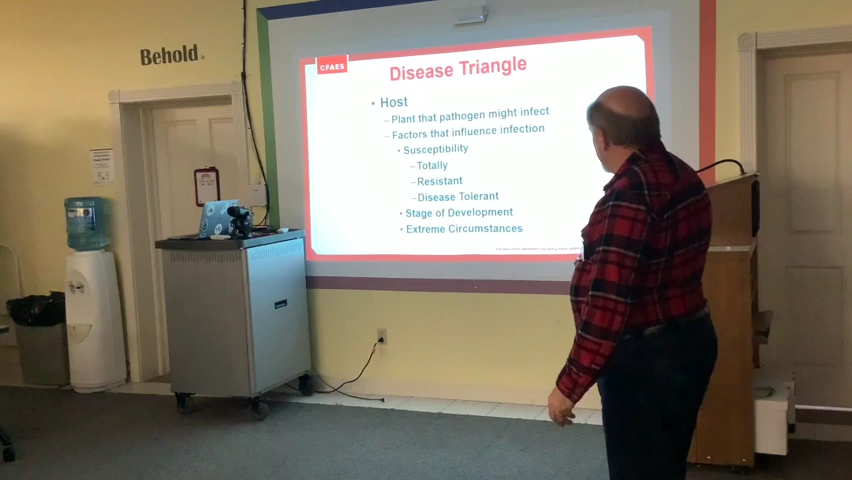 Behold.
CFAES
Disease Triangle
• Host
– Plant that pathogen might infect
– Factors that influence infection
• Susceptibility
– Totally
– Resistant
– Disease Tolerant
• Stage of Development
• Extreme Circumstances